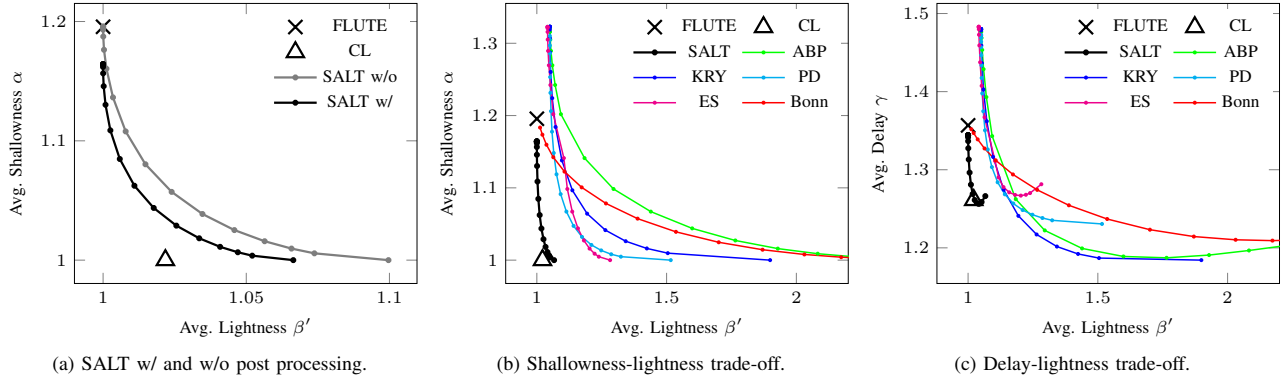 1.2
1.1
1
1
1.05
1.1
Avg. Shallowness α
Avg. Lightness β′
FLUTE
CL
SALT w/o
SALT w/
(a) SALT w/ and w/o post processing.
1.3
1.2
1.1
1
1
1.5
2
Avg. Shallowness α
Avg. Lightness β′
FLUTE CL
SALT ABP
KRY PD
ES Bonn
(b) Shallowness-lightness trade-off.
1.5
1.4
1.3
1.2
1
1.5
2
Avg. Delay γ
Avg. Lightness β′
FLUTE CL
SALT ABP
KRY PD
ES Bonn
(c) Delay-lightness trade-off.